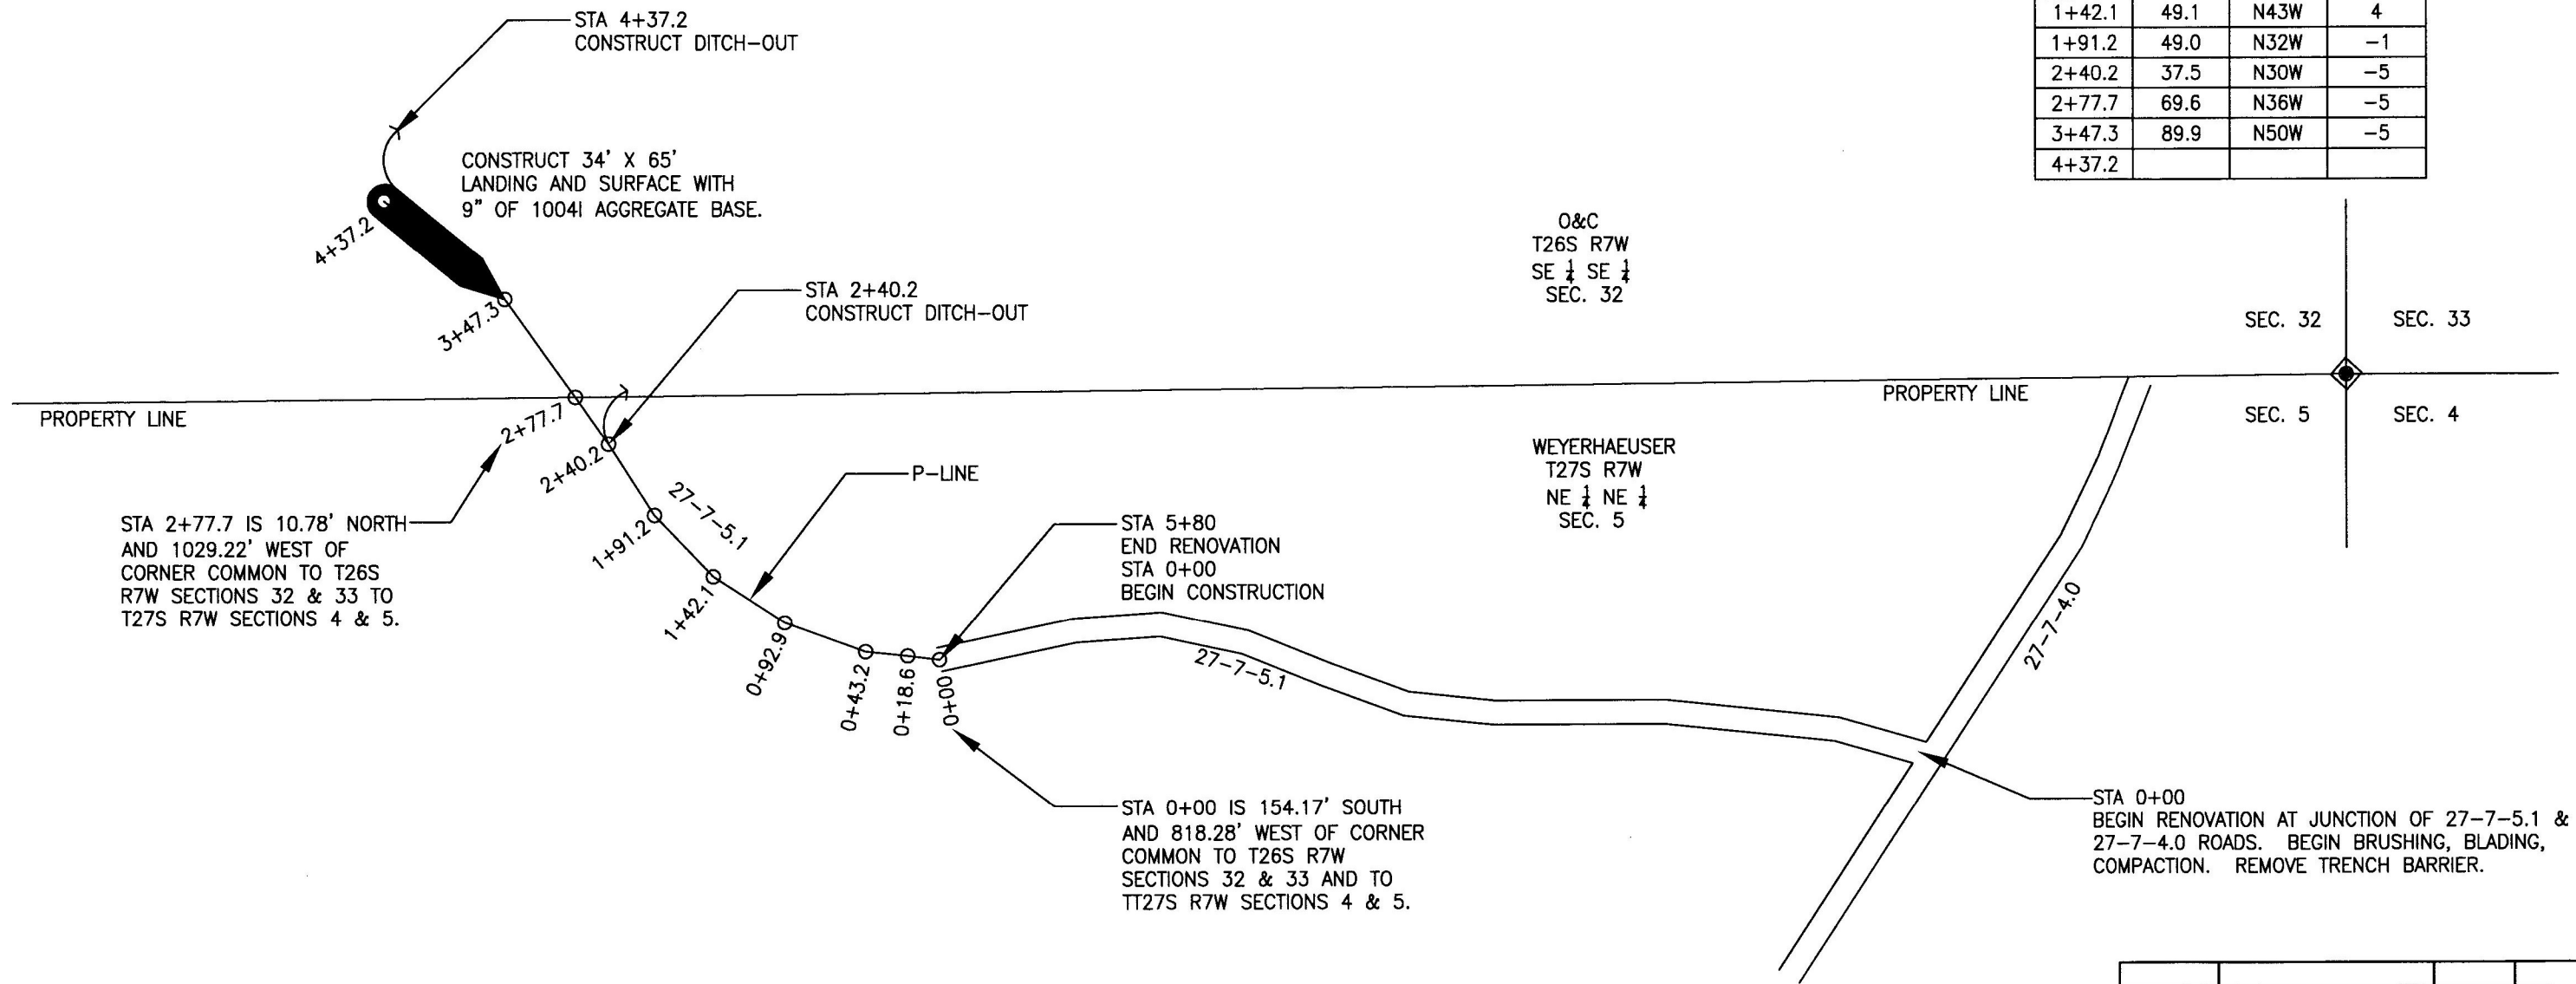 STA 4+37.2
CONSTRUCT DITCH-OUT
1+42.1 49.1 N43W 4
1+91.2 49.0 N32W -1
2+40.2 37.5 N30W -5
2+77.7 69.6 N36W -5
3+47.3 89.9 N50W -5
4+37.2
CONSTRUCT 34' X 65'
LANDING AND SURFACE WITH
9" OF 1004I AGGREGATE BASE.
4+37.2
O&C
T26S R7W
SE 1/4 SE 1/4
SEC. 32
STA 2+40.2
CONSTRUCT DITCH-OUT
3+47.3
SEC. 32
SEC. 33
PROPERTY LINE
PROPERTY LINE
SEC. 5
SEC. 4
2+77.7
2+40.2
WEYERHAEUSER
T27S R7W
NE 1/4 NE 1/4
SEC. 5
P-LINE
27-7-5.1
STA 2+77.7 IS 10.78' NORTH
AND 1029.22' WEST OF
CORNER COMMON TO T26S
R7W SECTIONS 32 & 33 TO
T27S R7W SECTIONS 4 & 5.
1+91.2
STA 5+80
END RENOVATION
STA 0+00
BEGIN CONSTRUCTION
1+42.1
0+92.9
0+43.2
0+18.6
0+00
27-7-5.1
27-7-4.0
STA 0+00 IS 154.17' SOUTH
AND 818.28' WEST OF CORNER
COMMON TO T26S R7W
SECTIONS 32 & 33 AND TO
TT27S R7W SECTIONS 4 & 5.
STA 0+00
BEGIN RENOVATION AT JUNCTION OF 27-7-5.1 &
27-7-4.0 ROADS. BEGIN BRUSHING, BLADING,
COMPACTION. REMOVE TRENCH BARRIER.